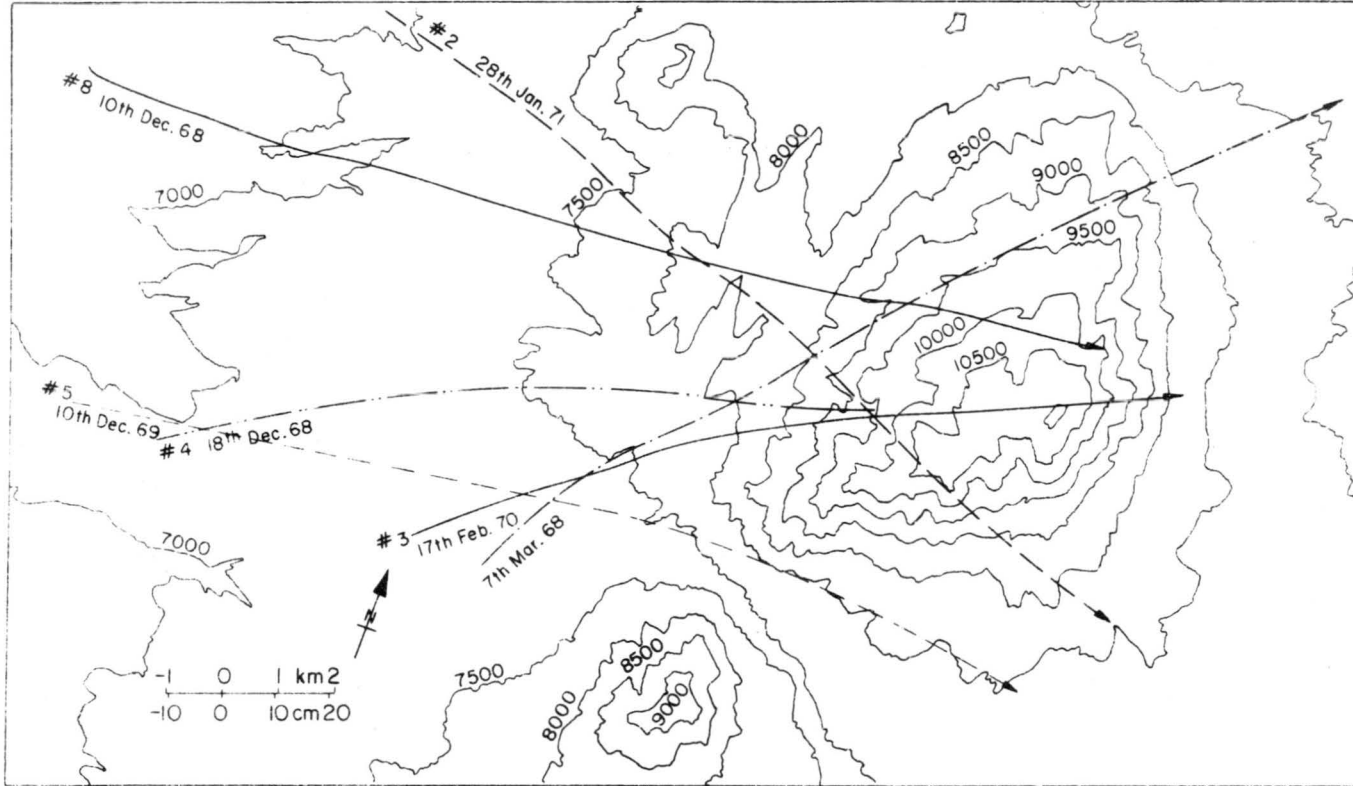 #2
28th Jan. 71
#8 10th Dec. 68
7000
7500
8000
8500
9000
9500
10000
10500
#5
10th Dec. 69
#4 18th Dec. 68
#3 17th Feb. 70
7th Mar. 68
7000
N
7500
8000
8500
9000
-1 0 1 km 2
-10 0 10 cm 20